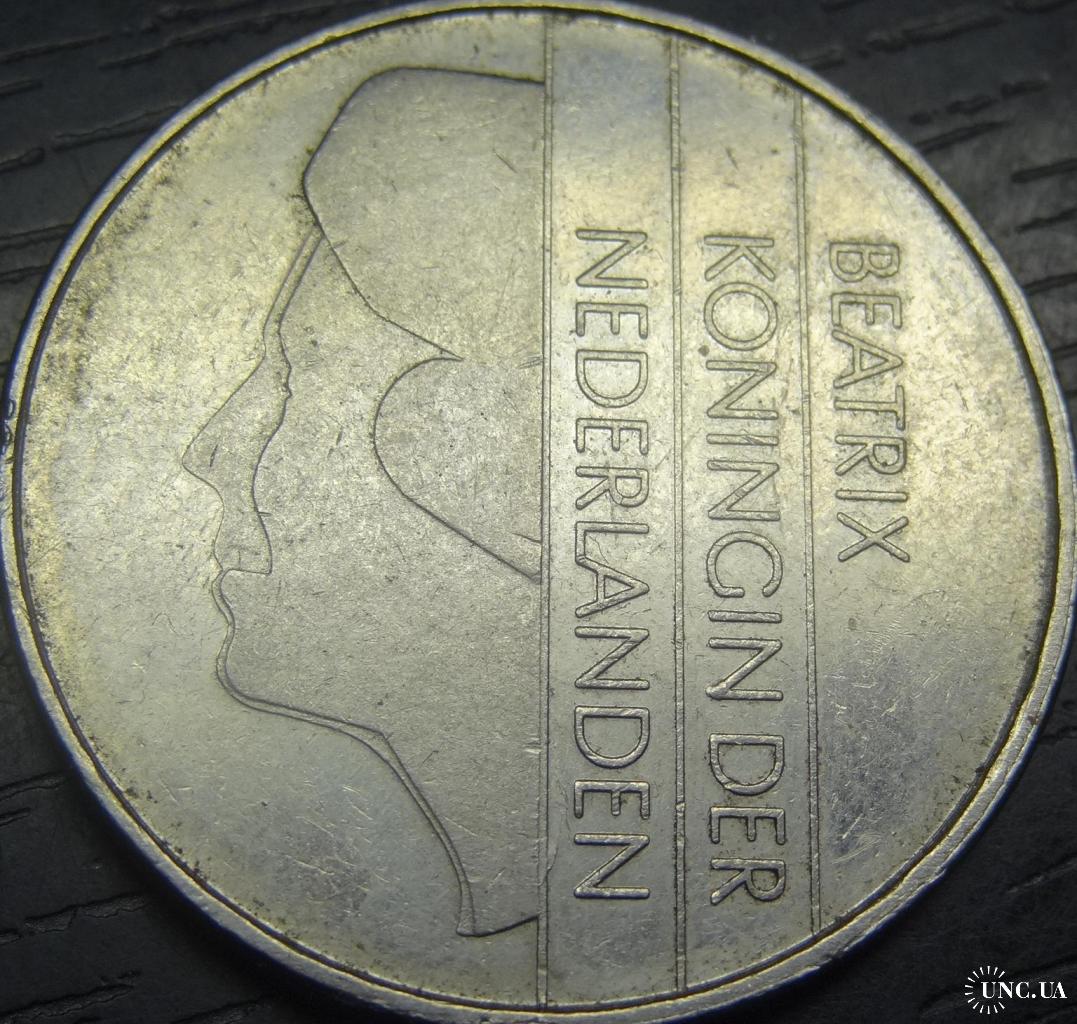 BEATRIX
KONINGIN DER
NEDERLANDEN
UNC.UA